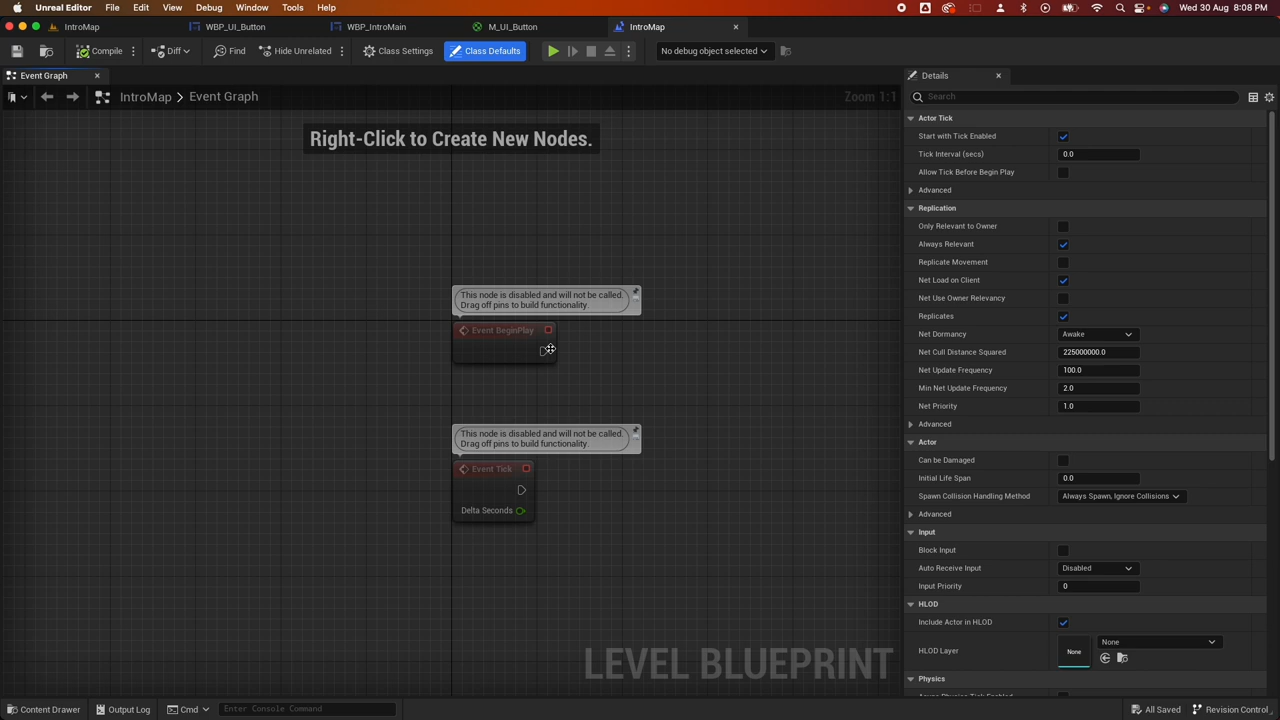 Unreal Editor File Edit Asset View Debug Window Tools Help Wed 30 Aug 8:08 PM
IntroMap WBP_UI_Button WBP_IntroMain M_UI_Button IntroMap
Compile Diff Find Hide Unrelated Class Settings Class Defaults No debug object selected
Event Graph Details
IntroMap > Event Graph Zoom 1:1 Search
Right-Click to Create New Nodes.
Actor Tick
Start with Tick Enabled
Tick Interval (secs) 0.0
Allow Tick Before Begin Play
Advanced
Replication
Only Relevant to Owner
Always Relevant
Replicate Movement
Net Load on Client
Net Use Owner Relevancy
Replicates
Net Dormancy Awake
Net Cull Distance Squared 225000000.0
Net Update Frequency 100.0
Min Net Update Frequency 2.0
Net Priority 1.0
Advanced
Actor
Can be Damaged
Initial Life Span 0.0
Spawn Collision Handling Method Always Spawn, Ignore Collisions
Advanced
Input
Block Input
Auto Receive Input Disabled
Input Priority 0
HLOD
Include Actor in HLOD
HLOD Layer None None
Physics
Async Physics Tick Enabled
This node is disabled and will not be called.
Drag off pins to build functionality.
Event BeginPlay
This node is disabled and will not be called.
Drag off pins to build functionality.
Event Tick
Delta Seconds
LEVEL BLUEPRINT
Content Drawer Output Log Cmd Enter Console Command All Saved Revision Control